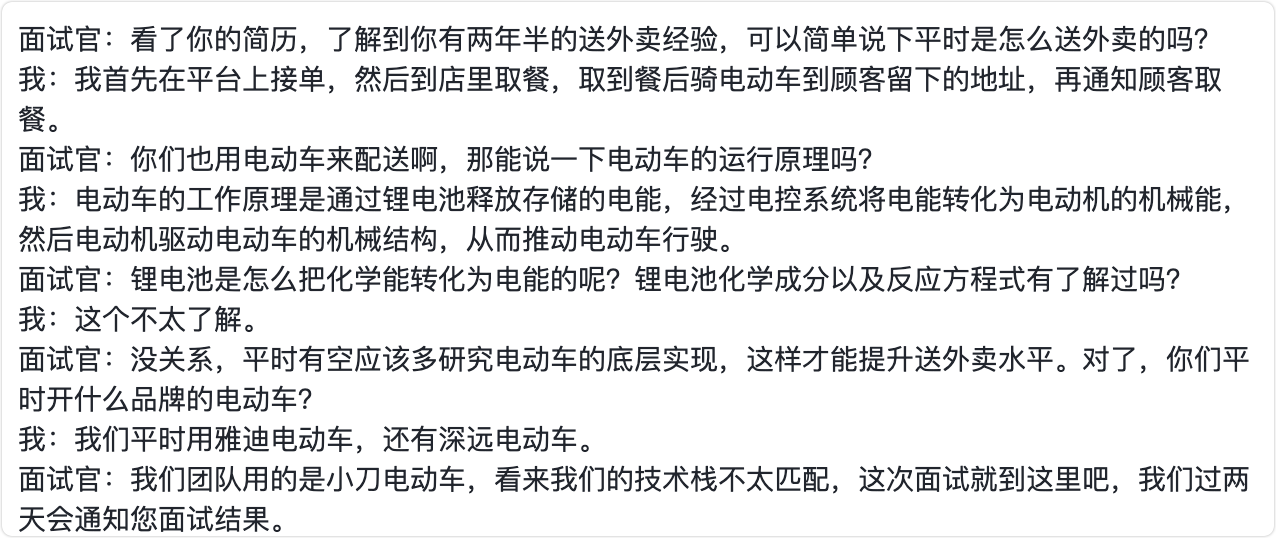 面试官：看了你的简历，了解到你有两年半的送外卖经验，可以简单说下平时是怎么送外卖的吗？
我：我首先在平台上接单，然后到店里取餐，取到餐后骑电动车到顾客留下的地址，再通知顾客取
餐。
面试官：你们也用电动车来配送啊，那能说一下电动车的运行原理吗？
我：电动车的工作原理是通过锂电池释放存储的电能，经过电控系统将电能转化为电动机的机械能，
然后电动机驱动电动车的机械结构，从而推动电动车行驶。
面试官：锂电池是怎么把化学能转化为电能的呢？锂电池化学成分以及反应方程式有了解过吗？
我：这个不太了解。
面试官：没关系，平时有空应该多研究电动车的底层实现，这样才能提升送外卖水平。对了，你们平
时开什么品牌的电动车？
我：我们平时用雅迪电动车，还有深远电动车。
面试官：我们团队用的是小刀电动车，看来我们的技术栈不太匹配，这次面试就到这里吧，我们过两
天会通知您面试结果。